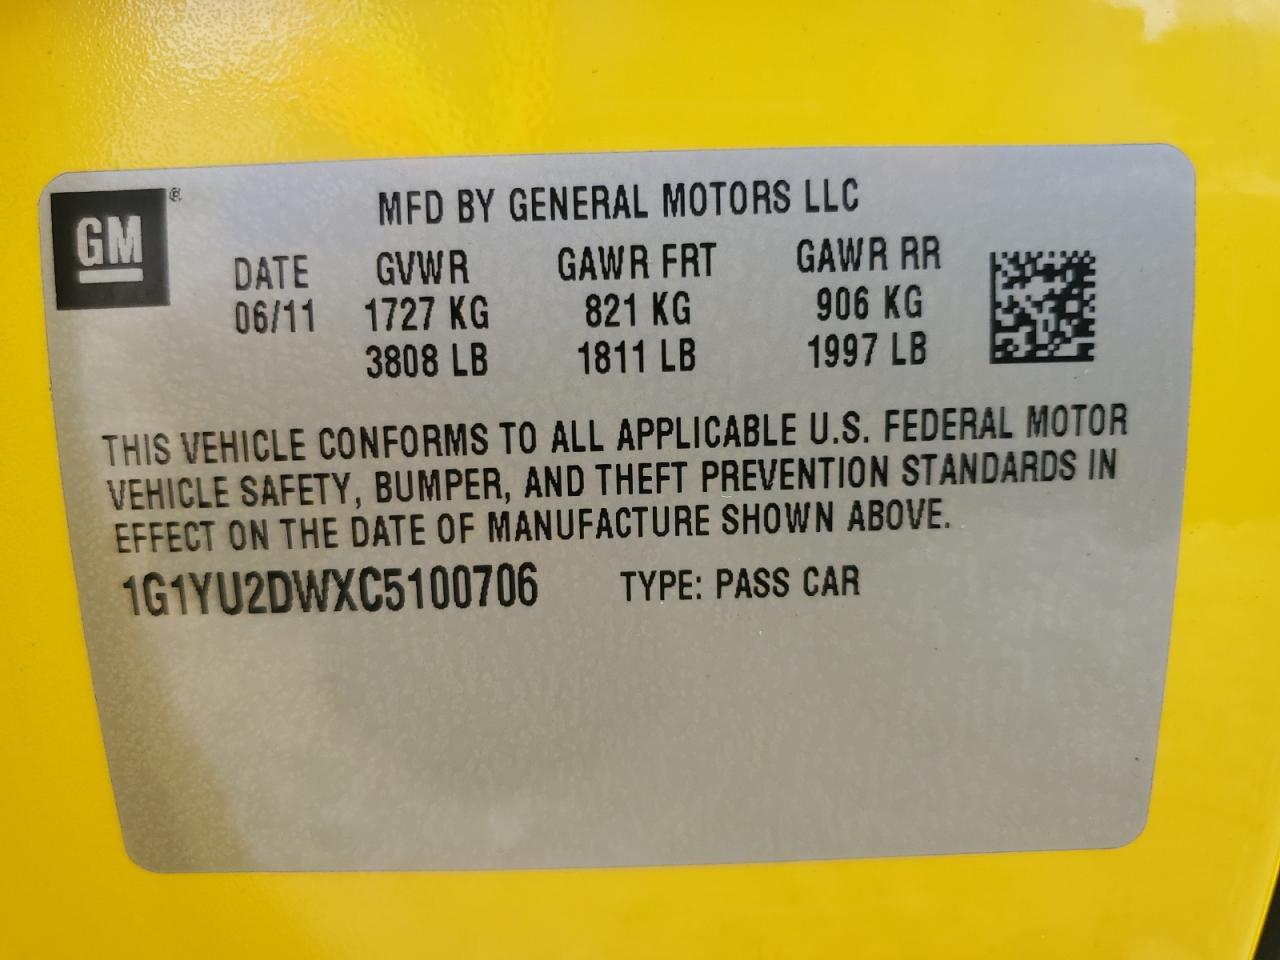 GM ®
MFD BY GENERAL MOTORS LLC
DATE GVWR GAWR FRT GAWR RR
06/11 1727 KG 821 KG 906 KG
3808 LB 1811 LB 1997 LB
THIS VEHICLE CONFORMS TO ALL APPLICABLE U.S. FEDERAL MOTOR
VEHICLE SAFETY, BUMPER, AND THEFT PREVENTION STANDARDS IN
EFFECT ON THE DATE OF MANUFACTURE SHOWN ABOVE.
1G1YU2DWXC5100706 TYPE: PASS CAR